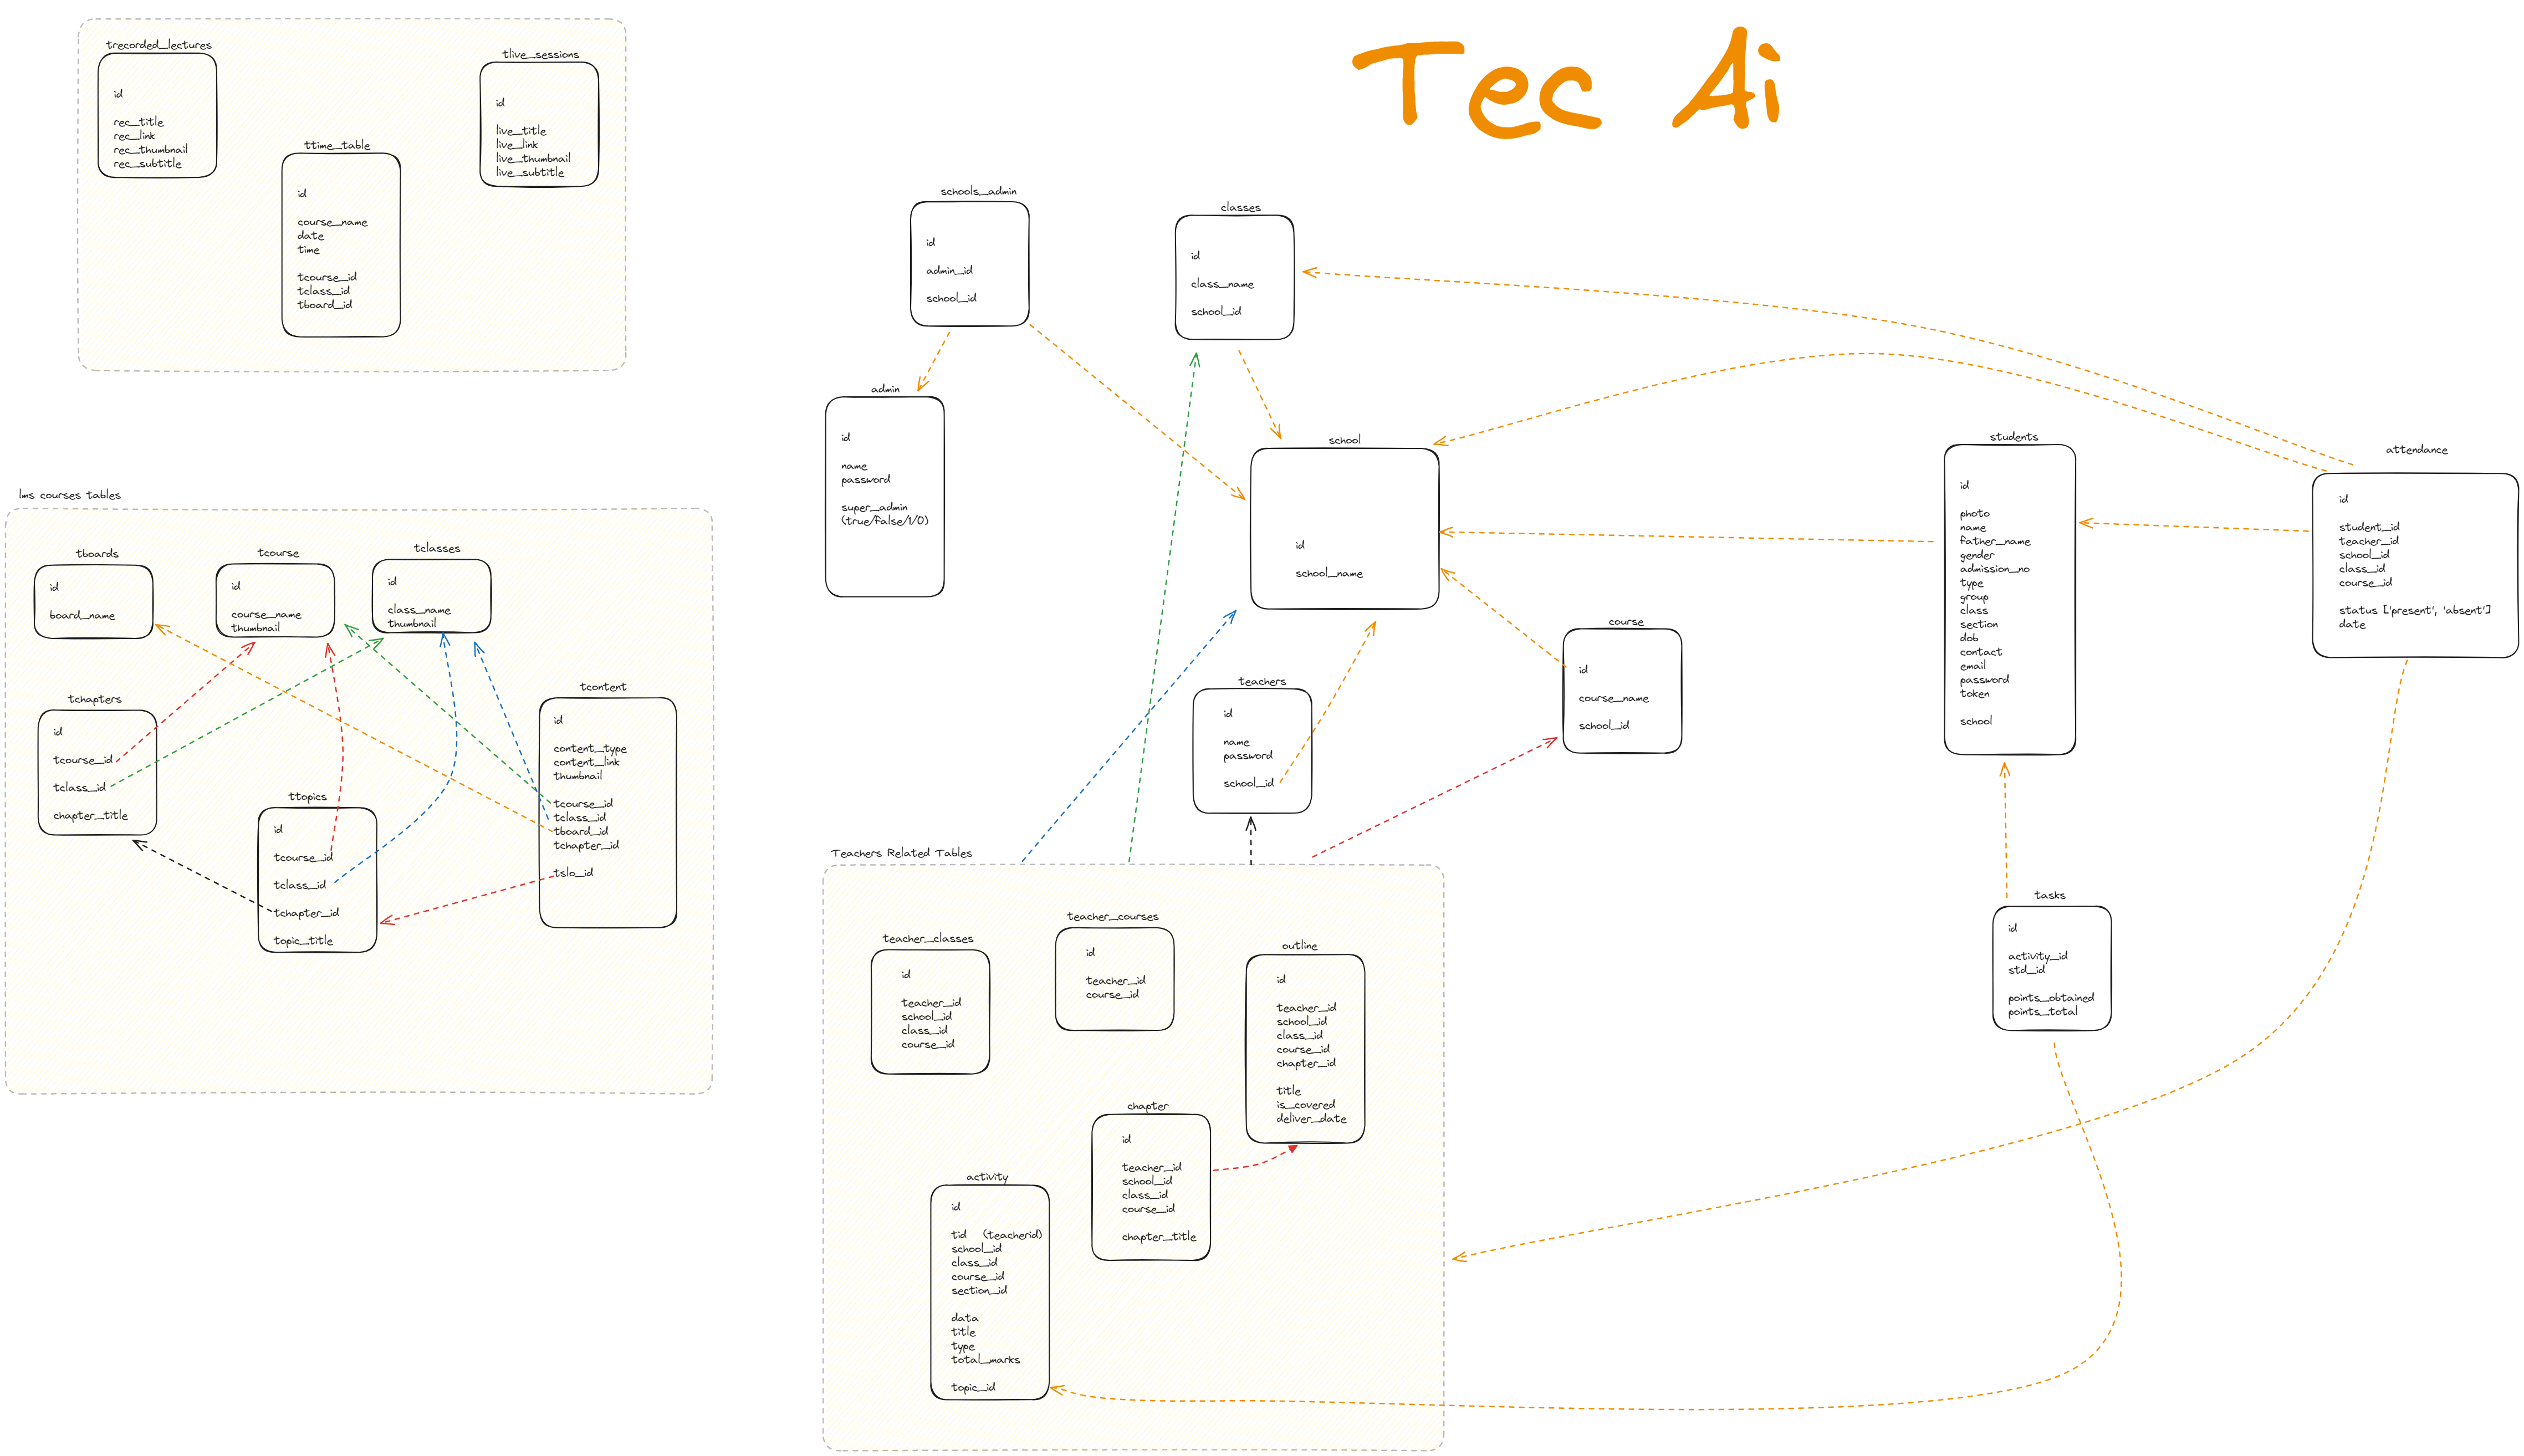 Tec Ai
trecorded_lectures
id
rec_title
rec_link
rec_thumbnail
rec_subtitle
tlive_sessions
id
live_title
live_link
live_thumbnail
live_subtitle
ttime_table
id
course_name
date
time
tcourse_id
tclass_id
tboard_id
schools_admin
id
admin_id
school_id
classes
id
class_name
school_id
admin
id
name
password
super_admin
(true/false/1/0)
school
id
school_name
students
id
photo
name
father_name
gender
admission_no
type
group
class
section
dob
contact
email
password
token
school
attendance
id
student_id
teacher_id
school_id
class_id
course_id
status ['present', 'absent']
date
lms courses tables
tboards
id
board_name
tcourse
id
course_name
thumbnail
tclasses
id
class_name
thumbnail
tchapters
id
tcourse_id
tclass_id
chapter_title
ttopics
id
tcourse_id
tclass_id
tchapter_id
topic_title
tcontent
id
content_type
content_link
thumbnail
tcourse_id
tclass_id
tboard_id
tchapter_id
tslo_id
teachers
id
name
password
school_id
course
id
course_name
school_id
tasks
id
activity_id
std_id
points_obtained
points_total
Teachers Related Tables
teacher_classes
id
teacher_id
school_id
class_id
course_id
teacher_courses
id
teacher_id
course_id
outline
id
teacher_id
school_id
class_id
course_id
chapter_id
title
is_covered
deliver_date
chapter
id
teacher_id
school_id
class_id
course_id
chapter_title
activity
id
tid (teacherid)
school_id
class_id
course_id
section_id
data
title
type
total_marks
topic_id